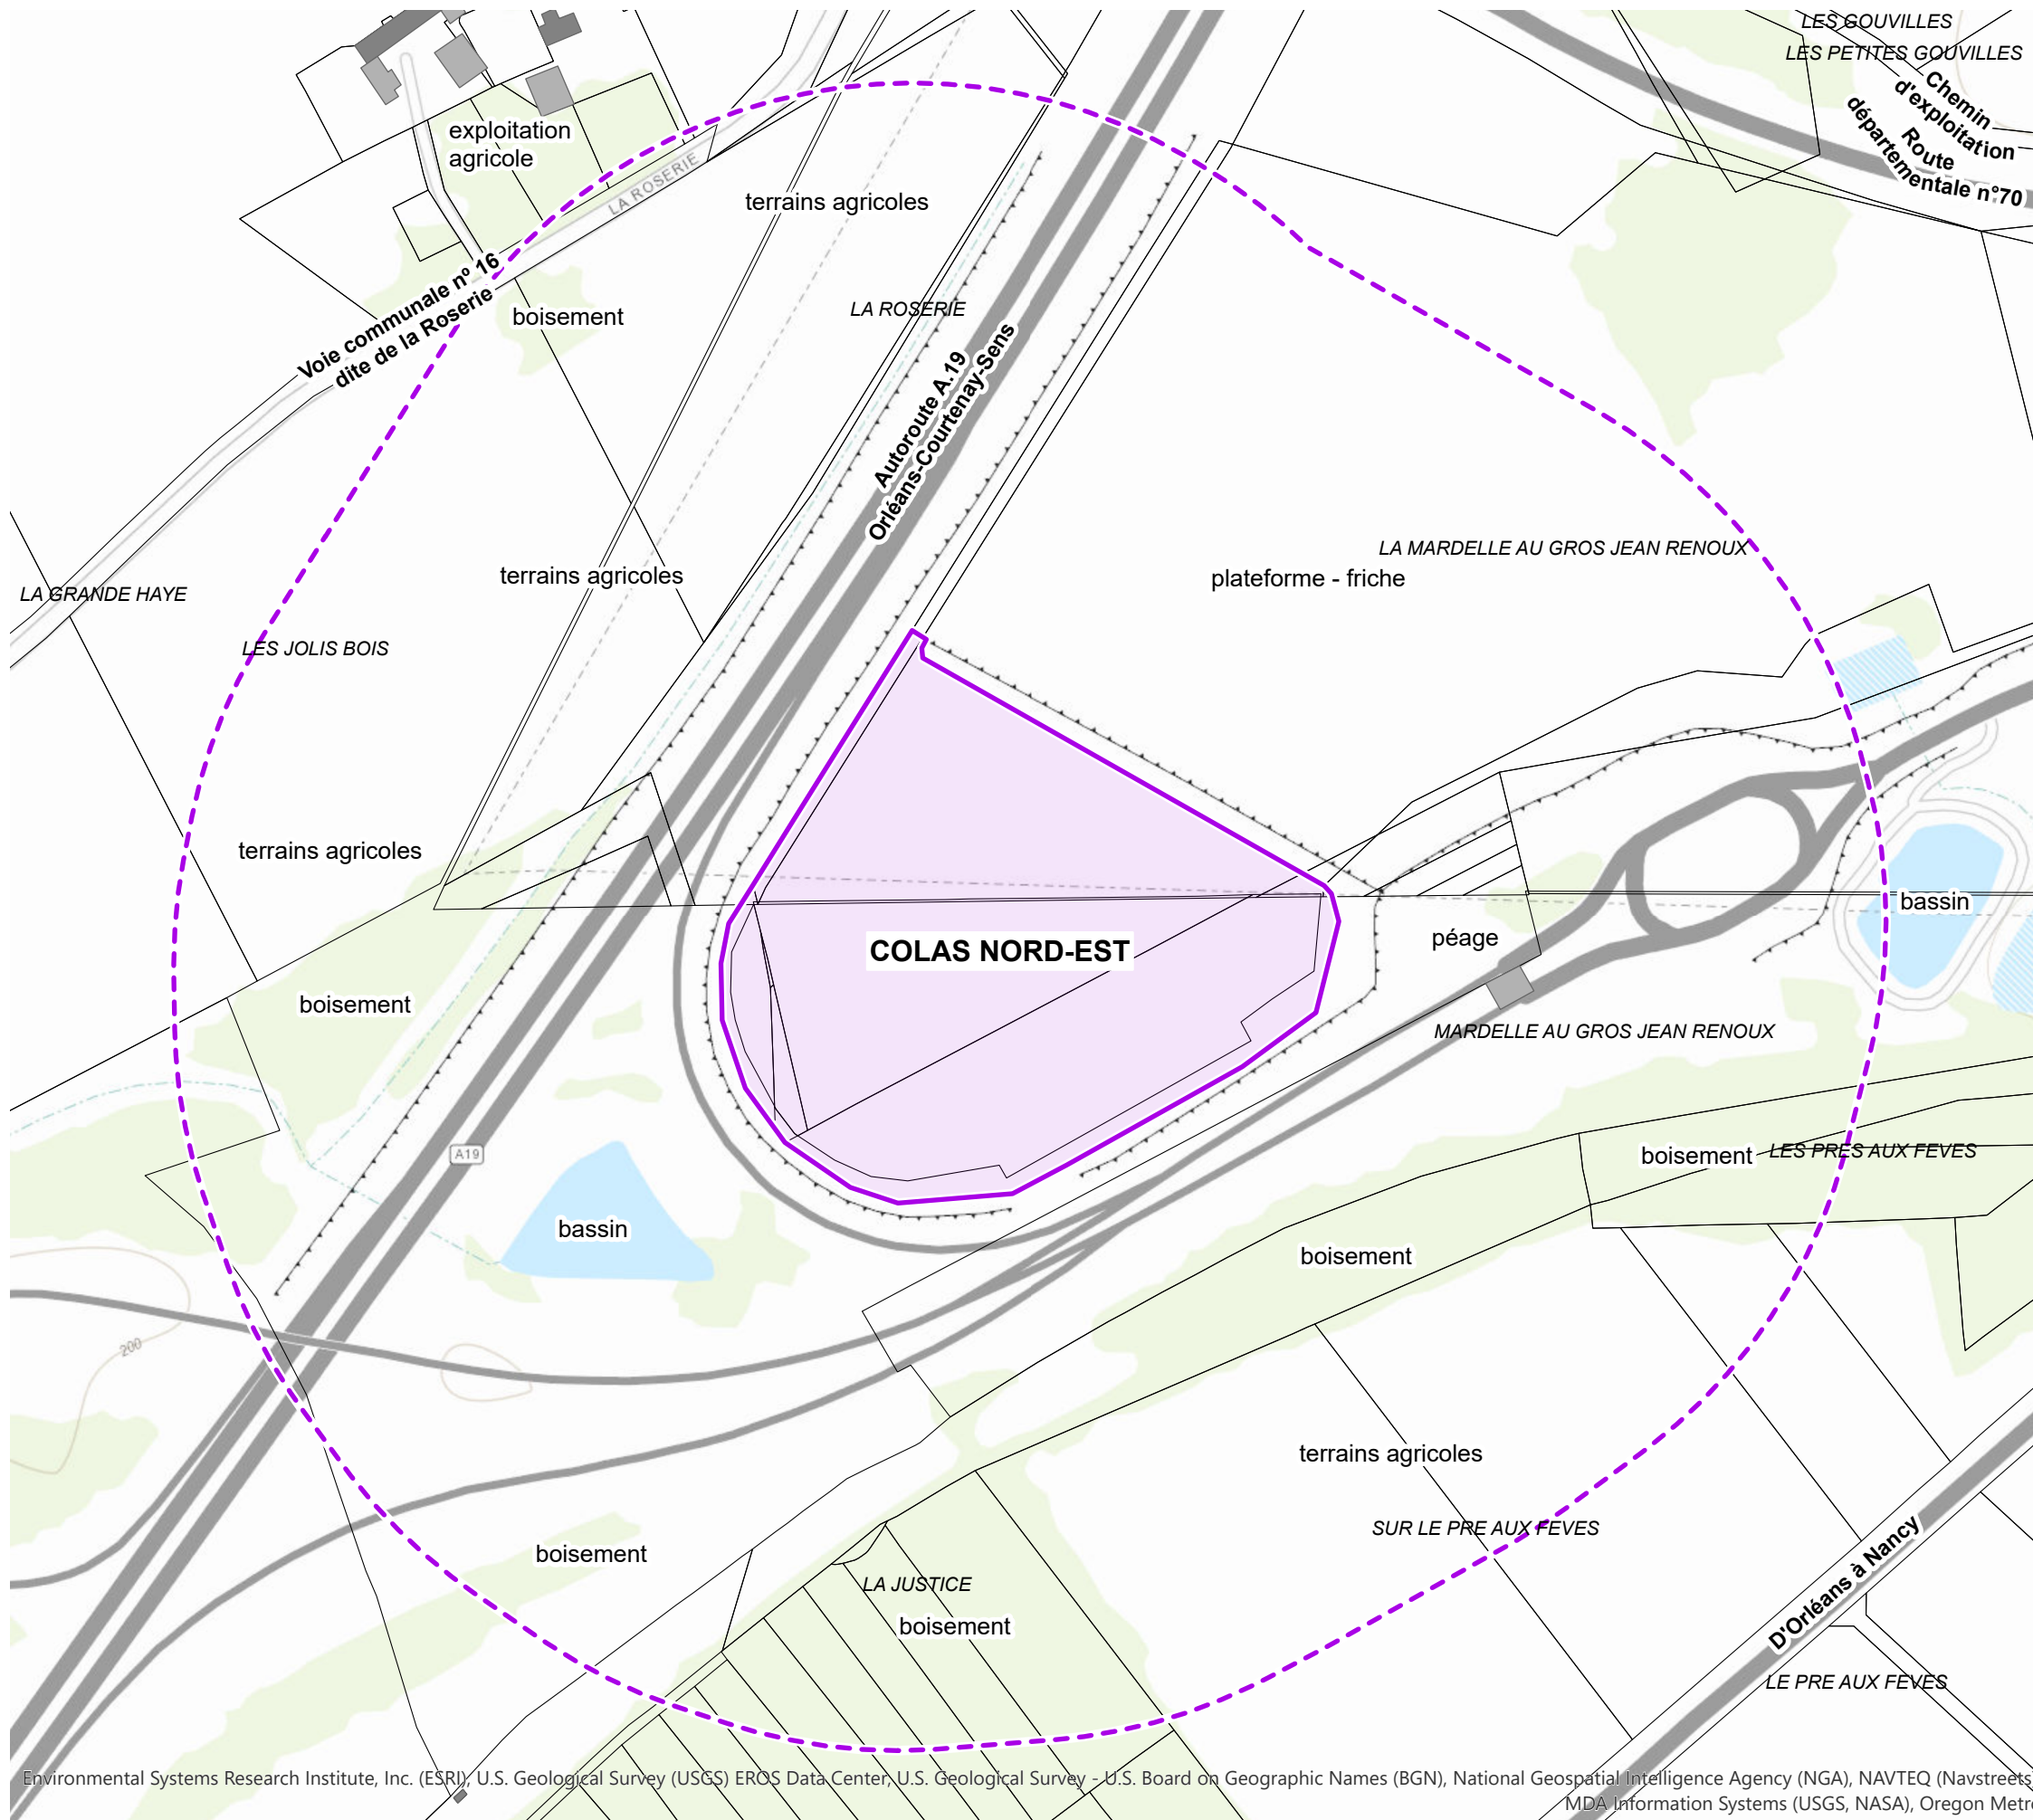 LES GOUVILLES
LES PETITES GOUVILLES
Chemin
d'exploitation
Route
départementale n°70
exploitation
agricole
LA ROSERIE
terrains agricoles
Voie communale nº 16
dite de la Roserie
boisement
LA ROSERIE
Autoroute A.19
Orléans-Courtenay-Sens
LA MARDELLE AU GROS JEAN RENOUX
plateforme - friche
terrains agricoles
LA GRANDE HAYE
LES JOLIS BOIS
terrains agricoles
bassin
péage
COLAS NORD-EST
boisement
MARDELLE AU GROS JEAN RENOUX
A19
boisement
LES PRES AUX FEVES
bassin
boisement
200
terrains agricoles
SUR LE PRE AUX FEVES
boisement
LA JUSTICE
boisement
D'Orléans à Nancy
LE PRE AUX FEVES
Environmental Systems Research Institute, Inc. (ESRI), U.S. Geological Survey (USGS) EROS Data Center, U.S. Geological Survey - U.S. Board on Geographic Names (BGN), National Geospatial Intelligence Agency (NGA), NAVTEQ (Navstreets)
MDA Information Systems (USGS, NASA), Oregon Metro